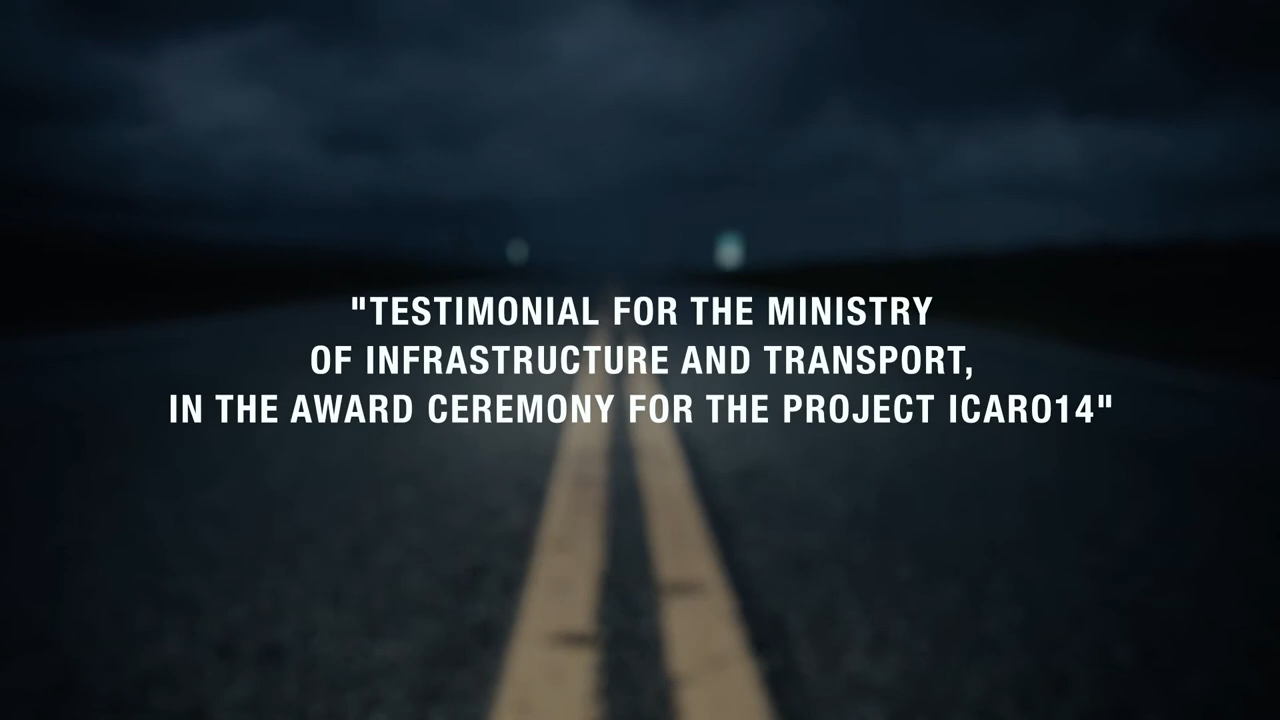 "TESTIMONIAL FOR THE MINISTRY
OF INFRASTRUCTURE AND TRANSPORT,
IN THE AWARD CEREMONY FOR THE PROJECT ICARO14"